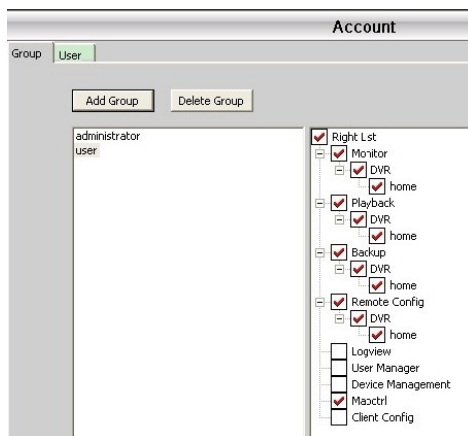 Account
Group User
Add Group Delete Group
administrator
user
Right Lst
Monitor
DVR
home
Playback
DVR
home
Backup
DVR
home
Remote Config
DVR
home
Logview
User Manager
Device Management
Mapctrl
Client Config